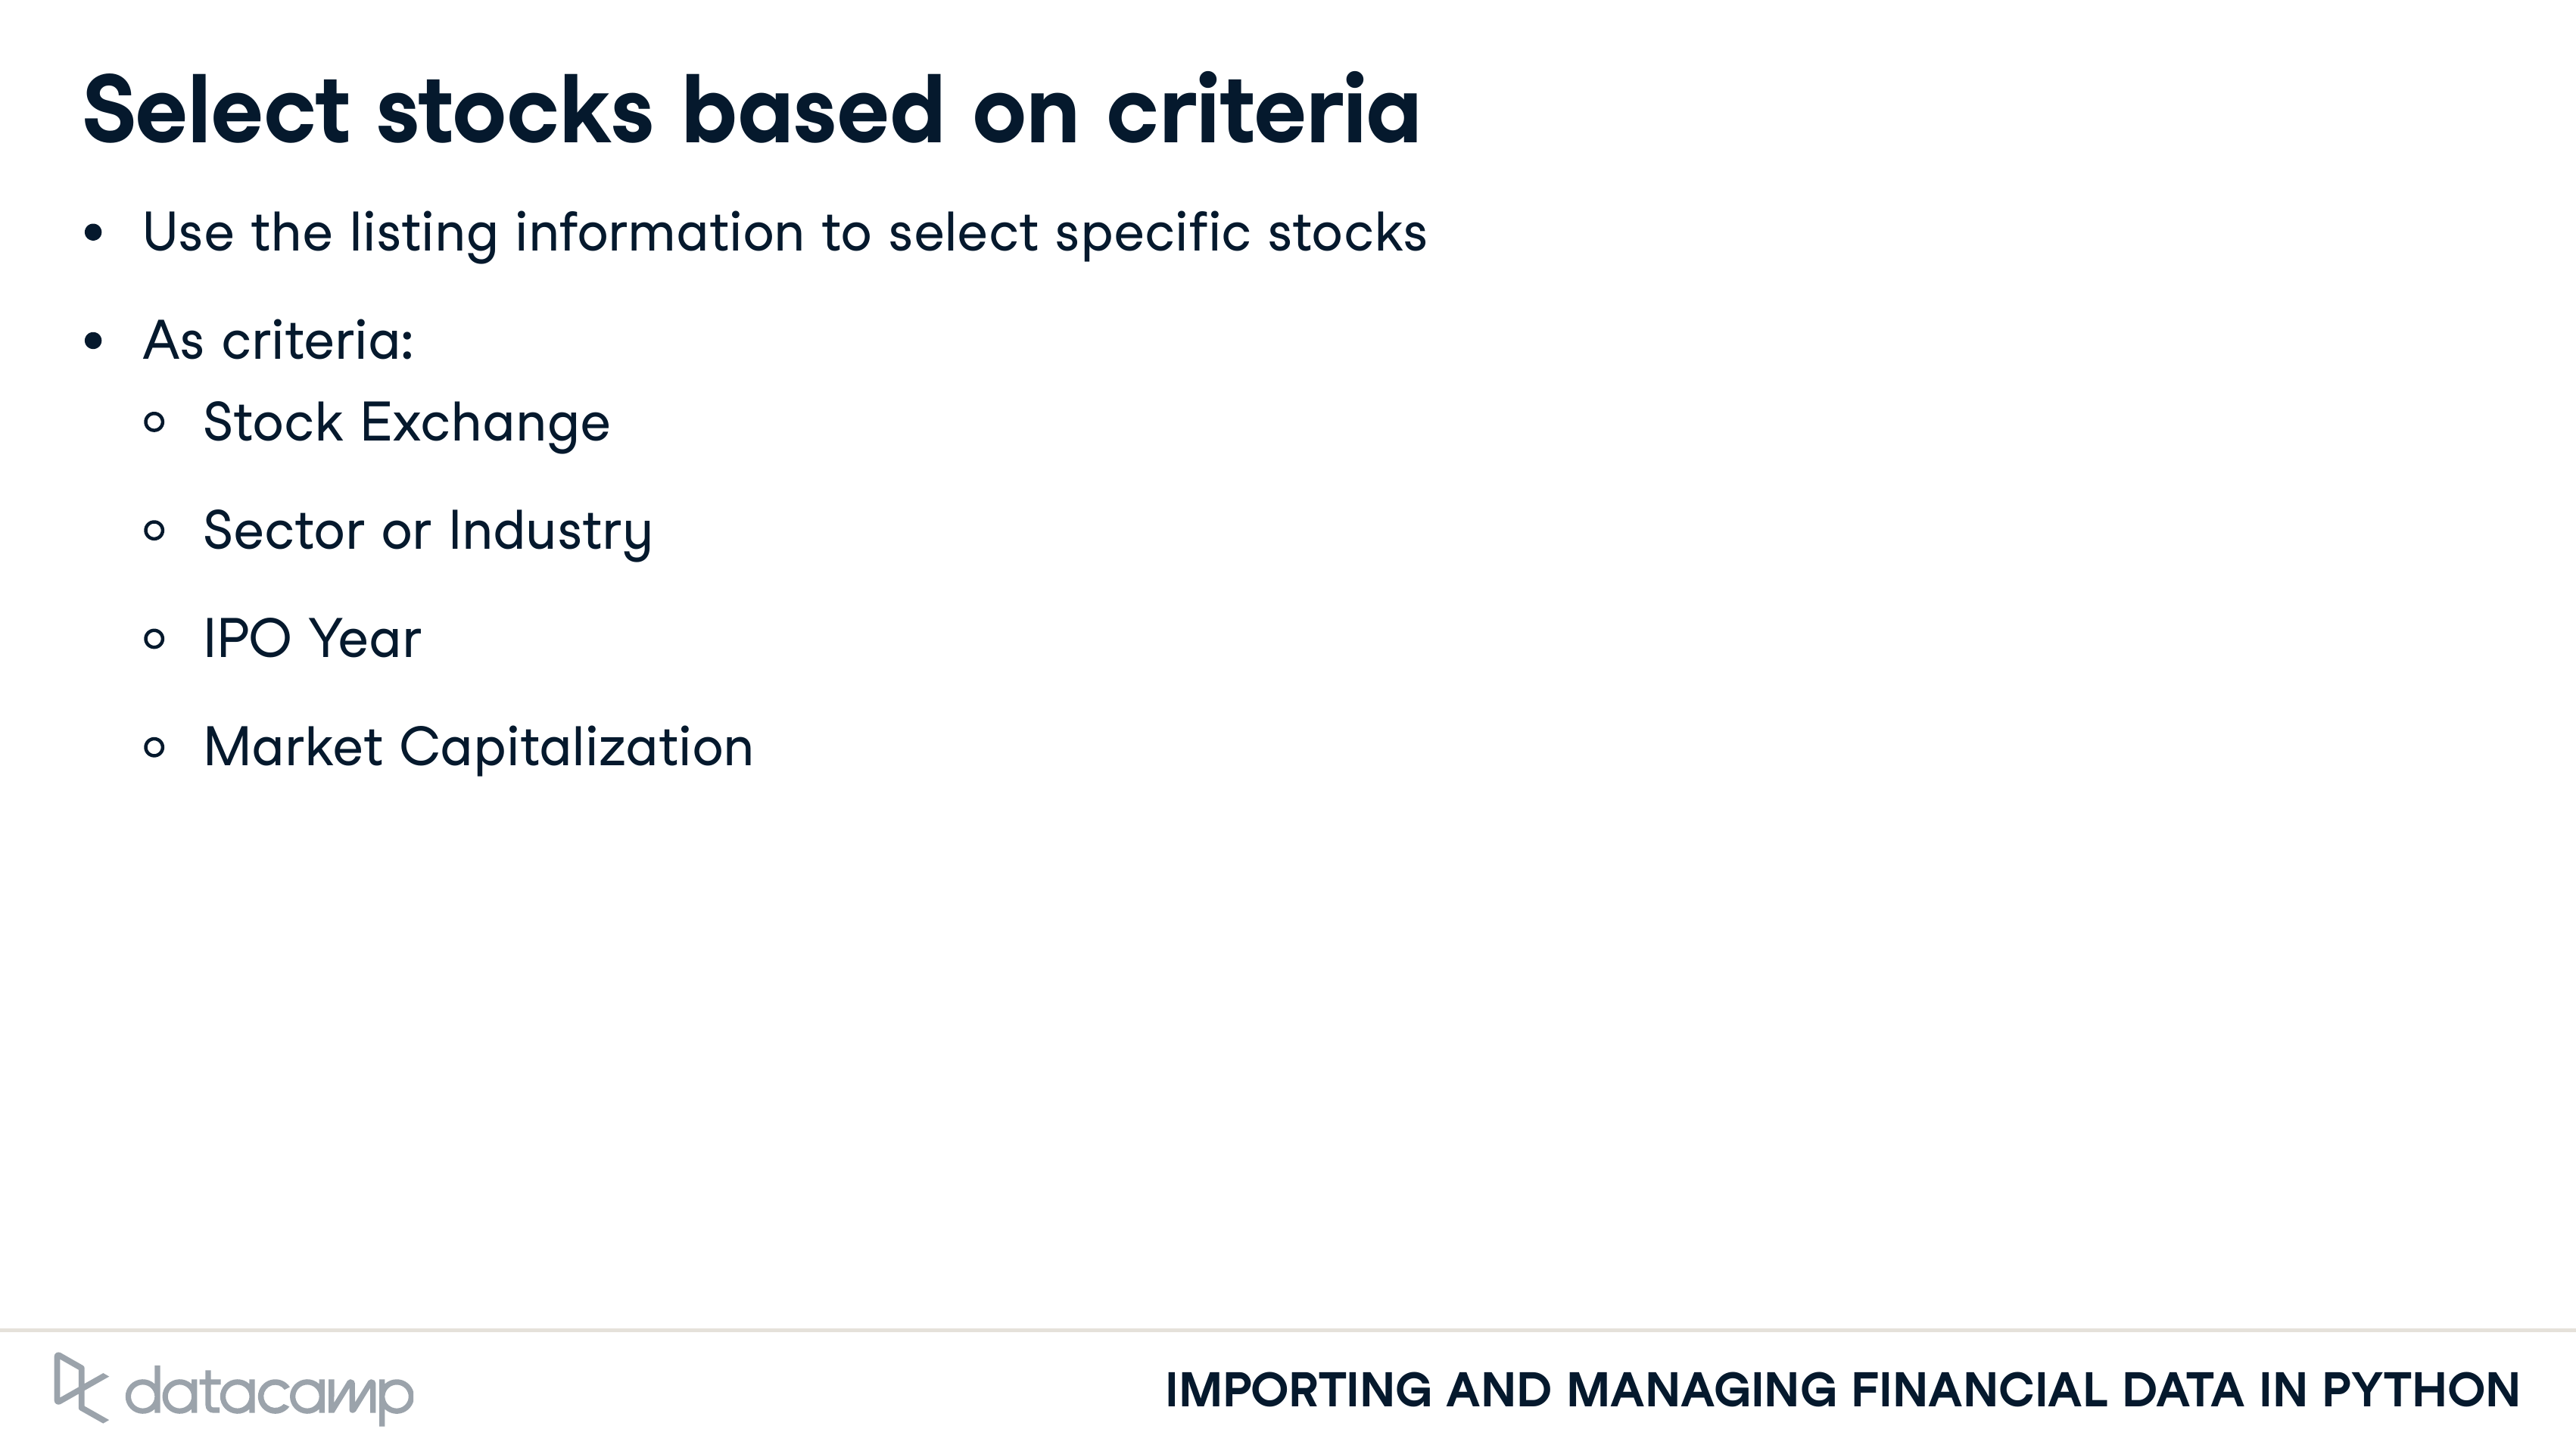 Select stocks based on criteria
• Use the listing information to select specific stocks
• As criteria:
○ Stock Exchange
○ Sector or Industry
○ IPO Year
○ Market Capitalization
datacamp
IMPORTING AND MANAGING FINANCIAL DATA IN PYTHON